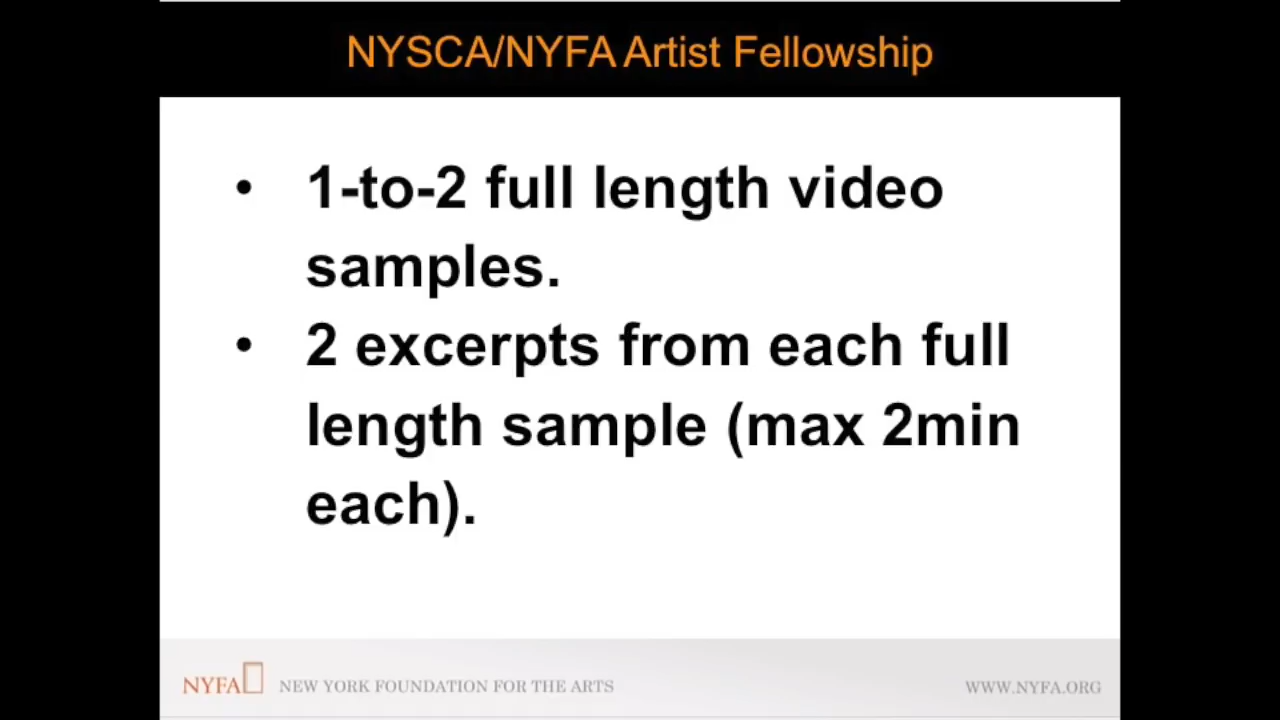 NYSCA/NYFA Artist Fellowship
• 1-to-2 full length video
samples.
• 2 excerpts from each full
length sample (max 2min
each).
NYFA NEW YORK FOUNDATION FOR THE ARTS
WWW.NYFA.ORG